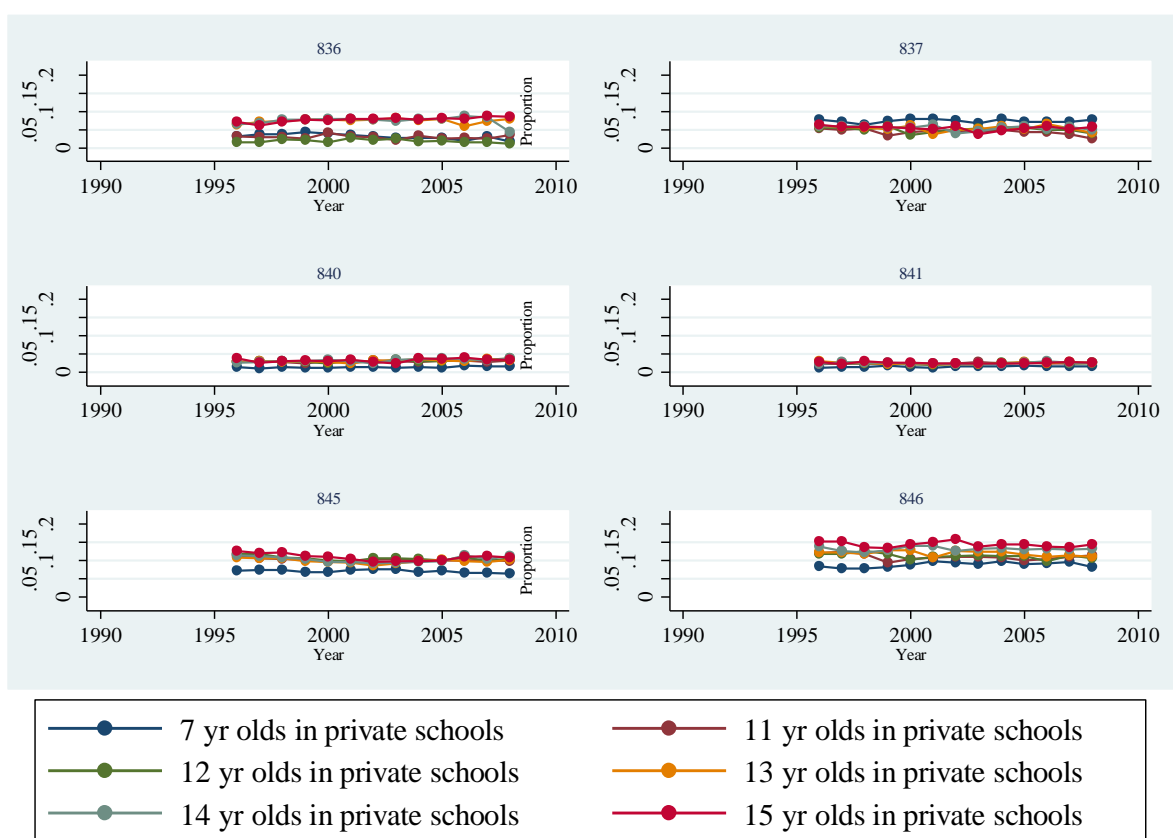 836
837
0 .05 .1 .15 .2
Proportion
0 .05 .1 .15 .2
1990 1995 2000 2005 2010
1990 1995 2000 2005 2010
Year
Year
840
841
0 .05 .1 .15 .2
Proportion
0 .05 .1 .15 .2
1990 1995 2000 2005 2010
1990 1995 2000 2005 2010
Year
Year
845
846
0 .05 .1 .15 .2
Proportion
0 .05 .1 .15 .2
1990 1995 2000 2005 2010
1990 1995 2000 2005 2010
Year
Year
7 yr olds in private schools
11 yr olds in private schools
12 yr olds in private schools
13 yr olds in private schools
14 yr olds in private schools
15 yr olds in private schools